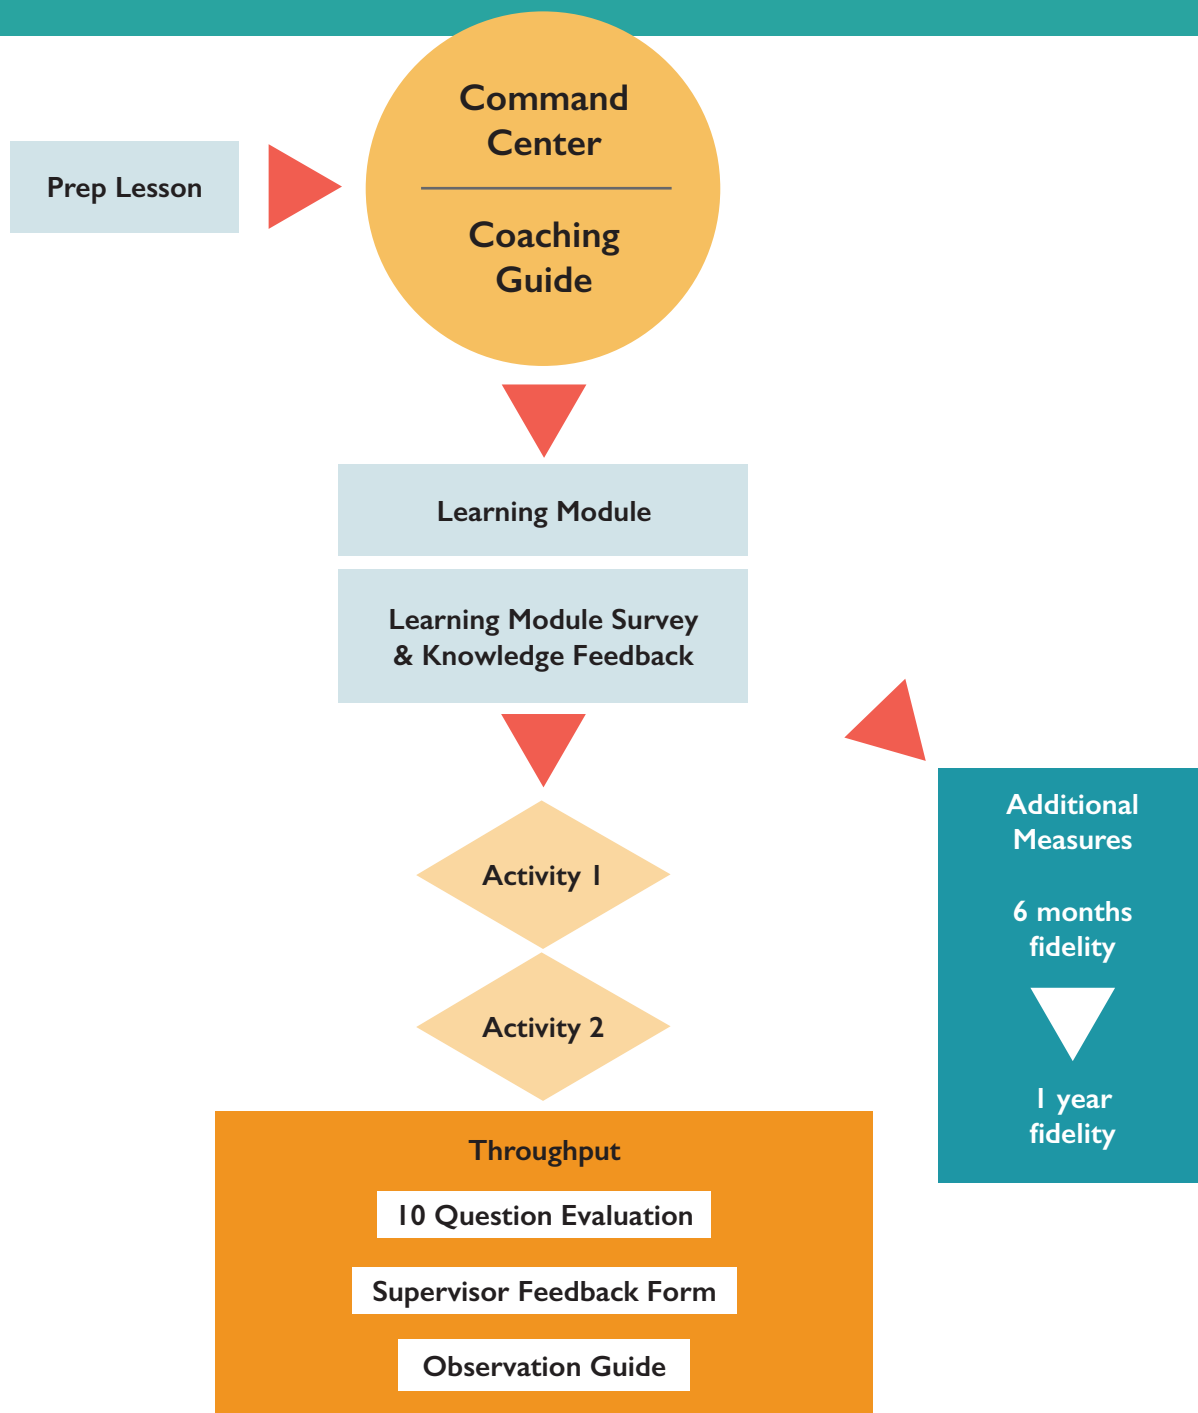 Prep Lesson
Command
Center
Coaching
Guide
Learning Module
Learning Module Survey
& Knowledge Feedback
Activity 1
Activity 2
Throughput
10 Question Evaluation
Supervisor Feedback Form
Observation Guide
Additional
Measures
6 months
fidelity
1 year
fidelity